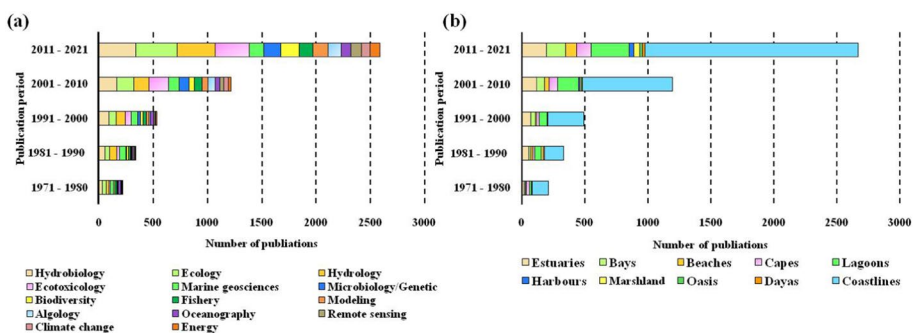 (a)
Publication period
2011 - 2021
2001 - 2010
1991 - 2000
1981 - 1990
1971 - 1980
0 500 1000 1500 2000 2500 3000
Number of publiations
Hydrobiology Ecology Hydrology
Ecotoxicology Marine geosciences Microbiology/Genetic
Biodiversity Fishery Modeling
Algology Oceanography Remote sensing
Climate change Energy
(b)
Publication period
2011 - 2021
2001 - 2010
1991 - 2000
1981 - 1990
1971 - 1980
0 500 1000 1500 2000 2500 3000
Number of publiations
Estuaries Bays Beaches Capes Lagoons
Harbours Marshland Oasis Dayas Coastlines